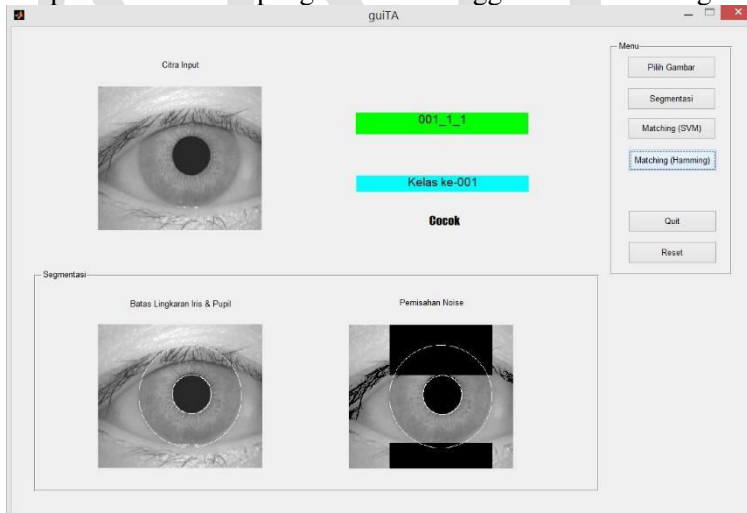 guiTA
Citra Input
001_1_1
Kelas ke-001
Cocok
Menu
Pilih Gambar
Segmentasi
Matching (SVM)
Matching (Hamming)
Quit
Reset
Segmentasi
Batas Lingkaran Iris & Pupil
Pemisahan Noise